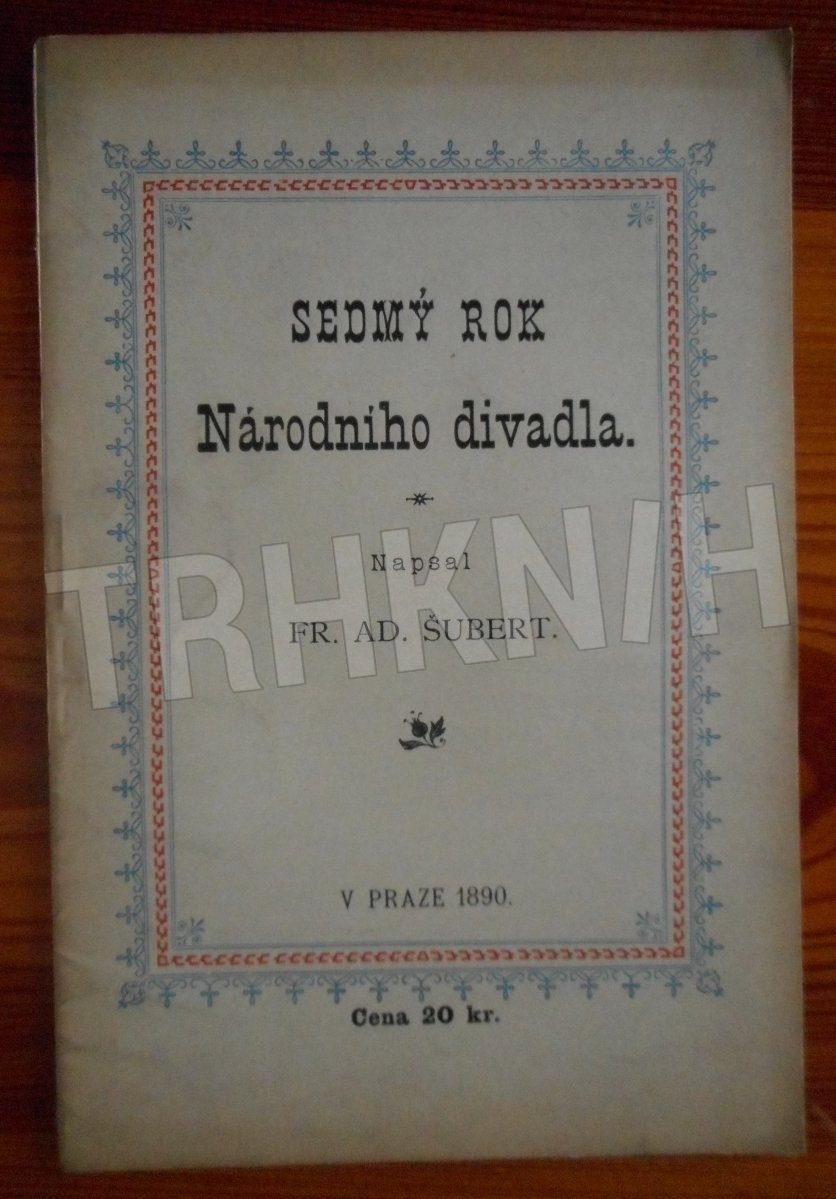 SEDMÝ ROK
Národního divadla.
Napsal
TRHKNIH
FR. AD. ŠUBERT.
V PRAZE 1890.
Cena 20 kr.